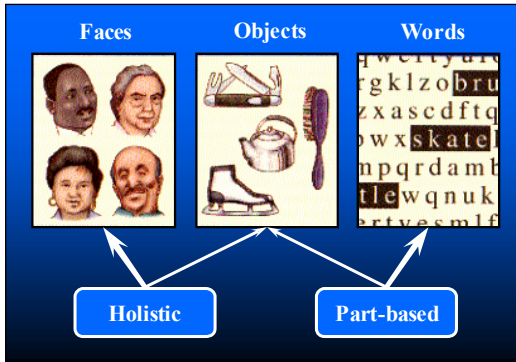 Faces Objects Words
q w e r t y u i o
r g k l z o b r u
z x a s c d f t q
w x s k a t e
m p q r d a m b
t l e w q n u k
e r t y e s m l f
Holistic Part-based